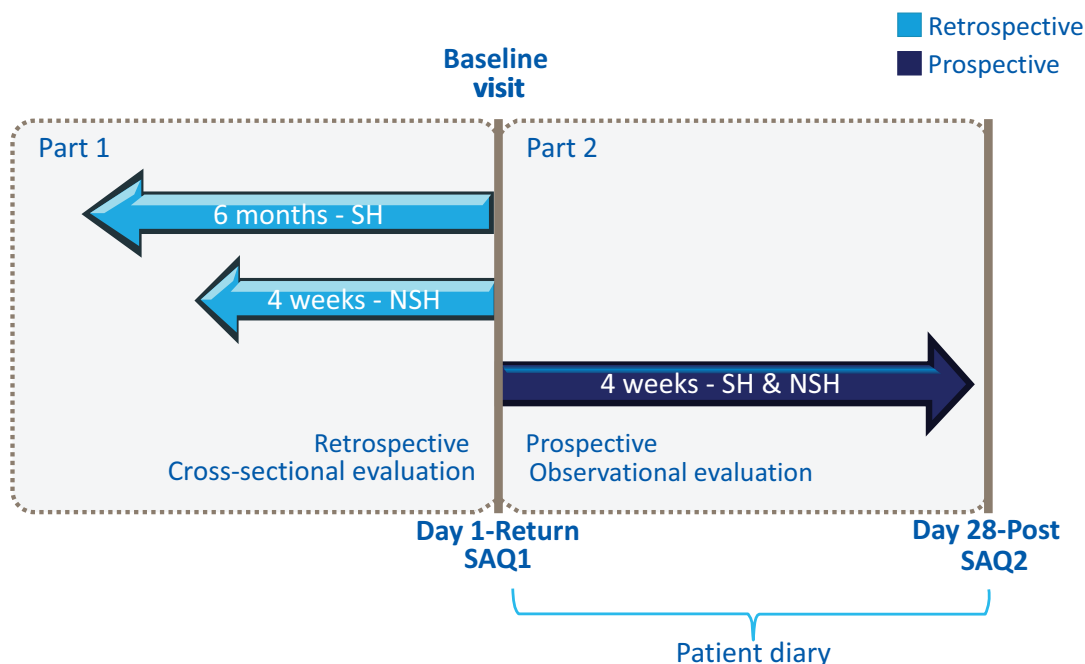 Retrospective
Prospective
Baseline
visit
Part 1
Part 2
6 months - SH
4 weeks - NSH
4 weeks - SH & NSH
Retrospective
Cross-sectional evaluation
Prospective
Observational evaluation
Day 1-Return
SAQ1
Day 28-Post
SAQ2
Patient diary